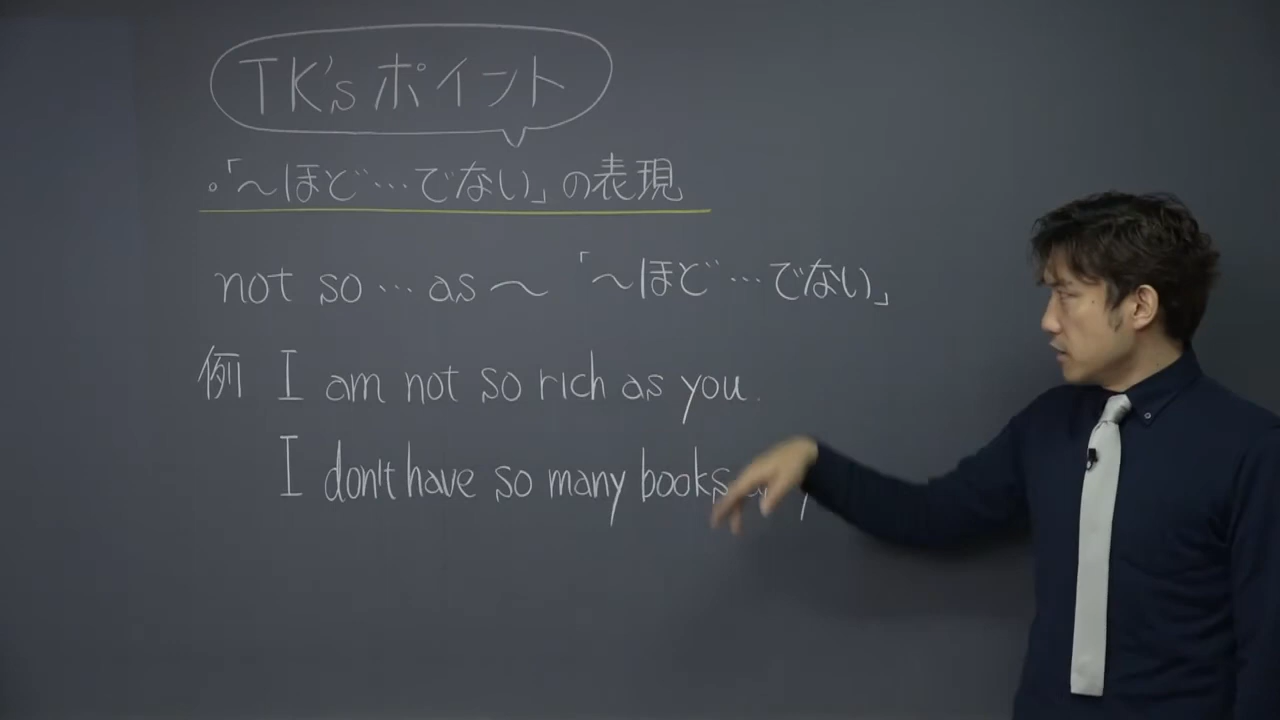 TK'sポイント
。「～ほど…でない」の表現
not so…as～ 「～ほど…でない」
例 I am not so rich as you.
I don't have so many books